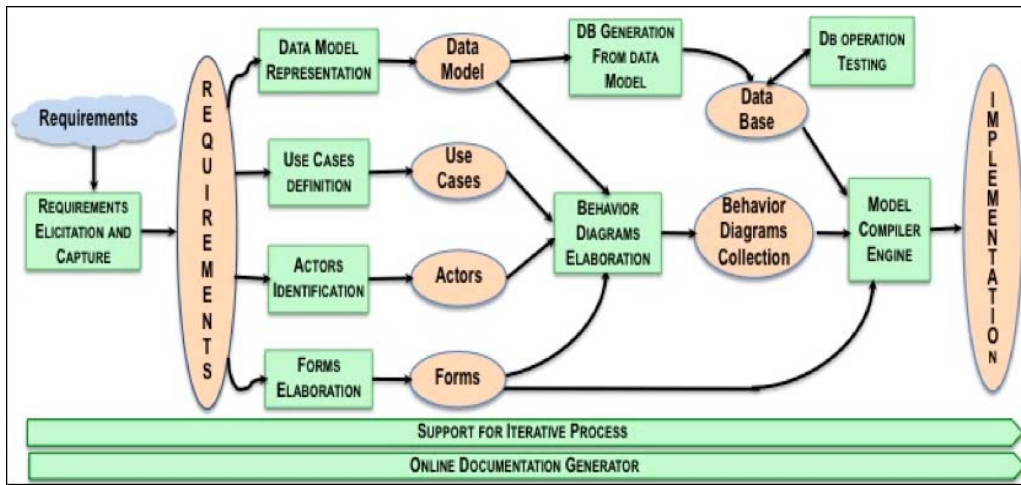 Requirements
REQUIREMENTS
ELICITATION AND
CAPTURE
REQUIREMENTS
DATA MODEL
REPRESENTATION
Data
Model
DB GENERATION
FROM DATA
MODEL
DB OPERATION
TESTING
Data
Base
USE CASES
DEFINITION
Use
Cases
ACTORS
IDENTIFICATION
Actors
FORMS
ELABORATION
Forms
BEHAVIOR
DIAGRAMS
ELABORATION
Behavior
Diagrams
Collection
MODEL
COMPILER
ENGINE
IMPLEMENTATION
SUPPORT FOR ITERATIVE PROCESS
ONLINE DOCUMENTATION GENERATOR